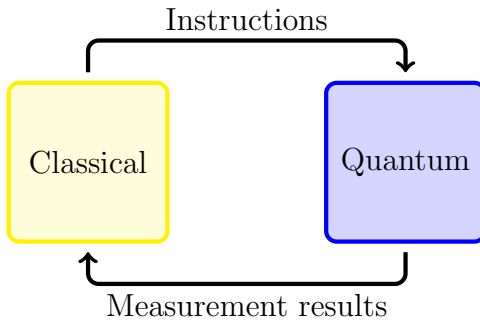 Instructions
Classical
Quantum
Measurement results